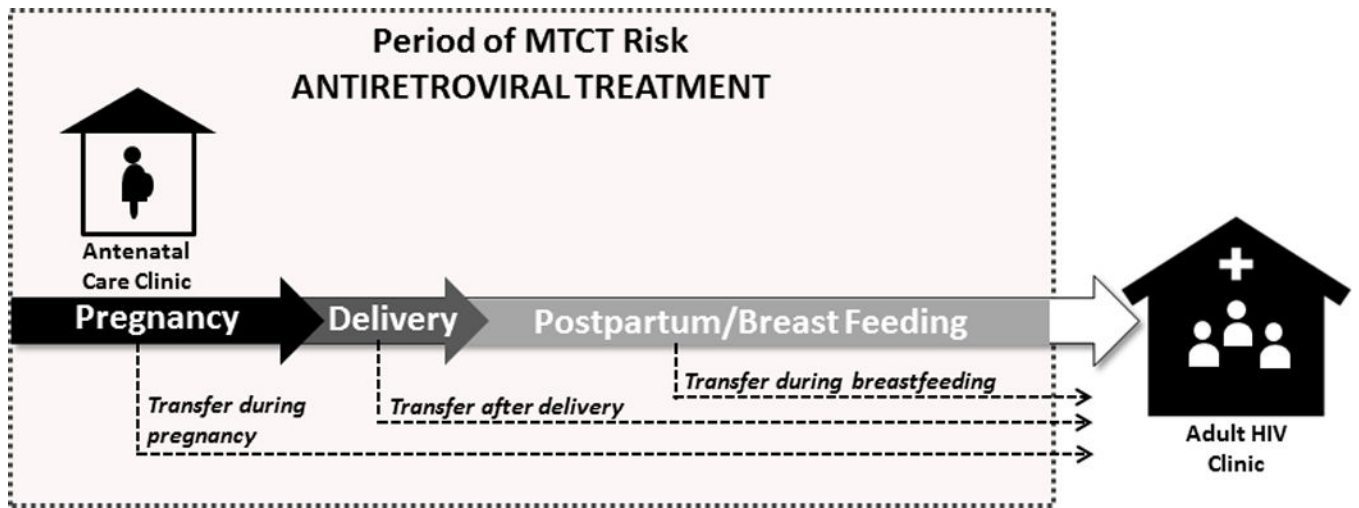 Period of MTCT Risk
ANTIRETROVIRAL TREATMENT
Antenatal
Care Clinic
Pregnancy
Delivery
Postpartum/Breast Feeding
Transfer during breastfeeding
Transfer after delivery
Transfer during
pregnancy
Adult HIV
Clinic